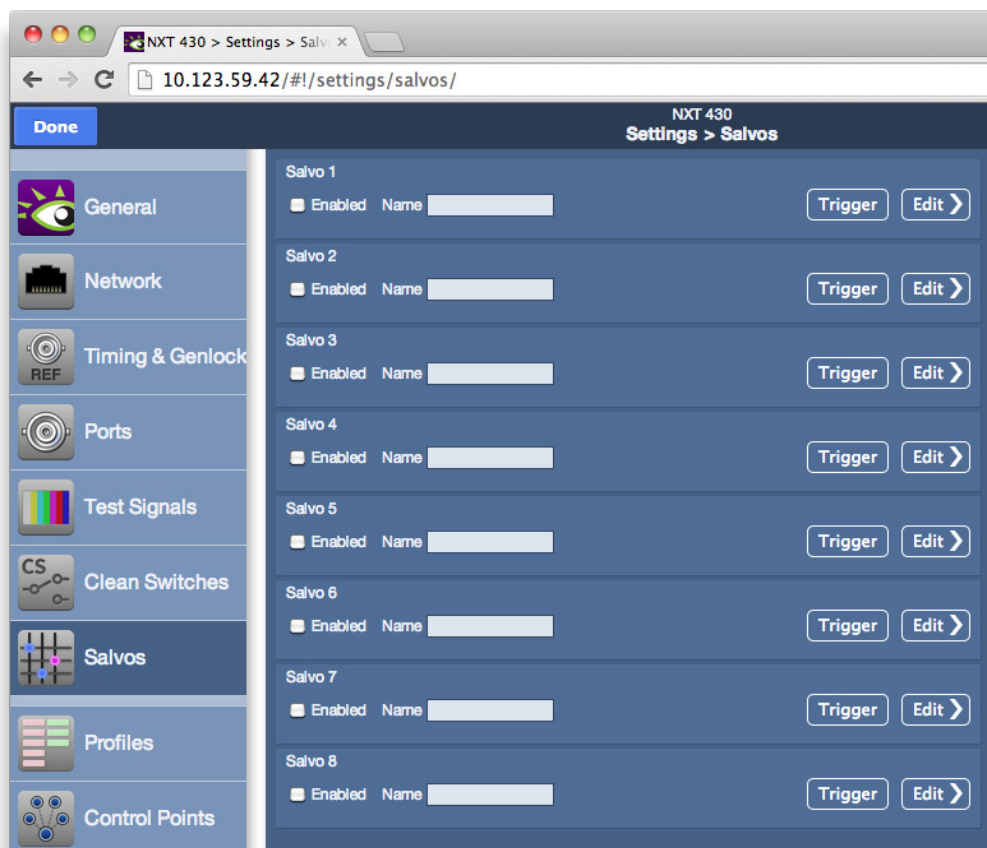 NXT 430 > Settings > Salv
10.123.59.42/#!/settings/salvos/
Done
NXT 430
Settings > Salvos
General
Network
REF
Timing & Genlock
Ports
Test Signals
CS
Clean Switches
Salvos
Profiles
Control Points
Salvo 1
Enabled Name Trigger Edit
Salvo 2
Enabled Name Trigger Edit
Salvo 3
Enabled Name Trigger Edit
Salvo 4
Enabled Name Trigger Edit
Salvo 5
Enabled Name Trigger Edit
Salvo 6
Enabled Name Trigger Edit
Salvo 7
Enabled Name Trigger Edit
Salvo 8
Enabled Name Trigger Edit